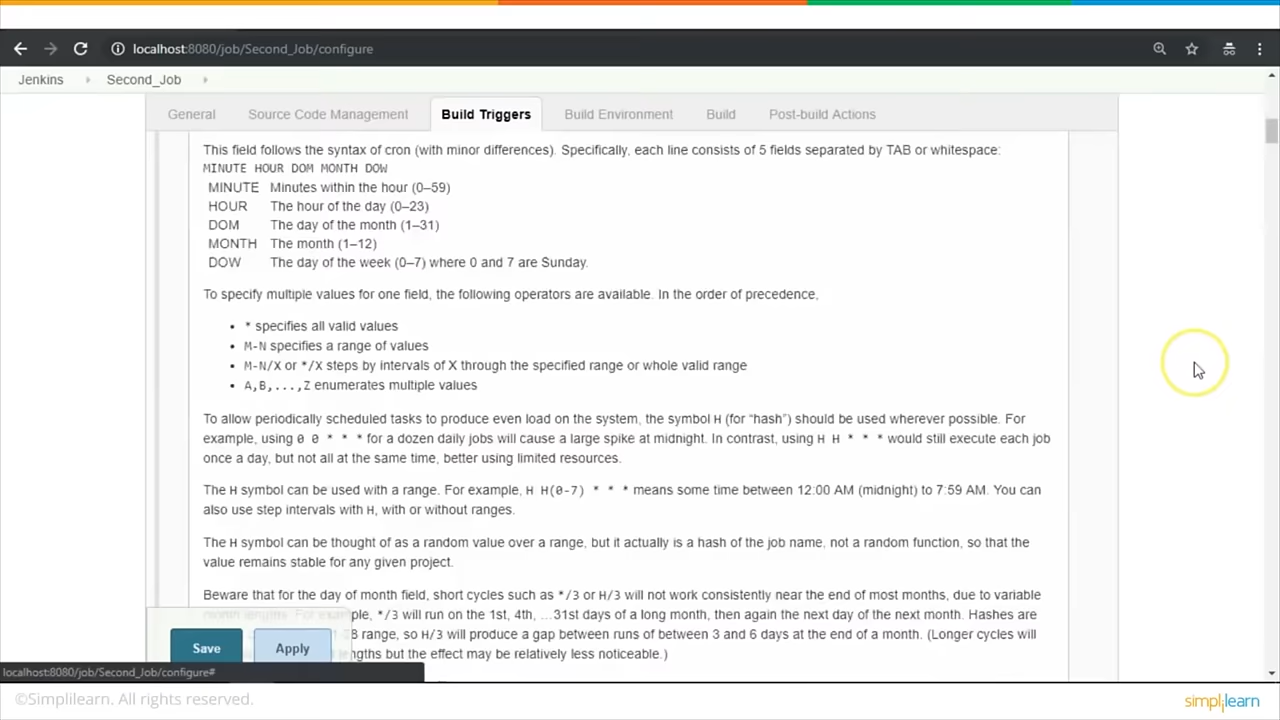 localhost:8080/job/Second_Job/configure
Jenkins
Second_Job
General
Source Code Management
Build Triggers
Build Environment
Build
Post-build Actions
This field follows the syntax of cron (with minor differences). Specifically, each line consists of 5 fields separated by TAB or whitespace:
MINUTE HOUR DOM MONTH DOW
MINUTE Minutes within the hour (0–59)
HOUR The hour of the day (0–23)
DOM The day of the month (1–31)
MONTH The month (1–12)
DOW The day of the week (0–7) where 0 and 7 are Sunday.
To specify multiple values for one field, the following operators are available. In the order of precedence,
• * specifies all valid values
• M-N specifies a range of values
• M-N/X or */X steps by intervals of X through the specified range or whole valid range
• A,B,...,Z enumerates multiple values
To allow periodically scheduled tasks to produce even load on the system, the symbol H (for “hash”) should be used wherever possible. For
example, using 0 0 * * * for a dozen daily jobs will cause a large spike at midnight. In contrast, using H H * * * would still execute each job
once a day, but not all at the same time, better using limited resources.
The H symbol can be used with a range. For example, H H(0-7) * * * means some time between 12:00 AM (midnight) to 7:59 AM. You can
also use step intervals with H, with or without ranges.
The H symbol can be thought of as a random value over a range, but it actually is a hash of the job name, not a random function, so that the
value remains stable for any given project.
Beware that for the day of month field, short cycles such as */3 or H/3 will not work consistently near the end of most months, due to variable
month lengths. For example, */3 will run on the 1st, 4th, …31st days of a long month, then again the next day of the next month. Hashes are
range, so H/3 will produce a gap between runs of between 3 and 6 days at the end of a month. (Longer cycles will
but the effect may be relatively less noticeable.)
Save
Apply
localhost:8080/job/Second_Job/configure#
©Simplilearn. All rights reserved.
simplilearn